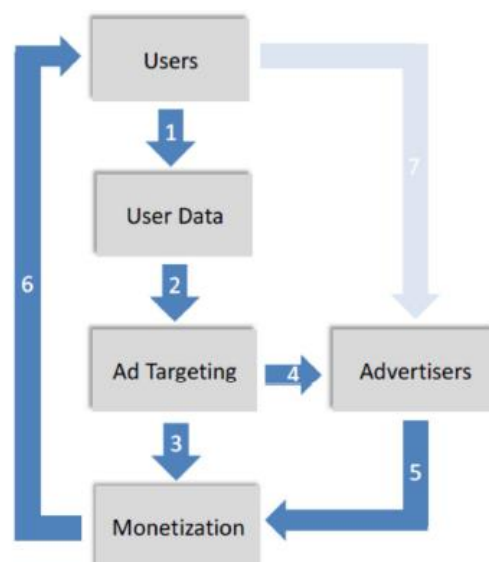 Users
1
7
User Data
6
2
Ad Targeting
4
Advertisers
3
5
Monetization